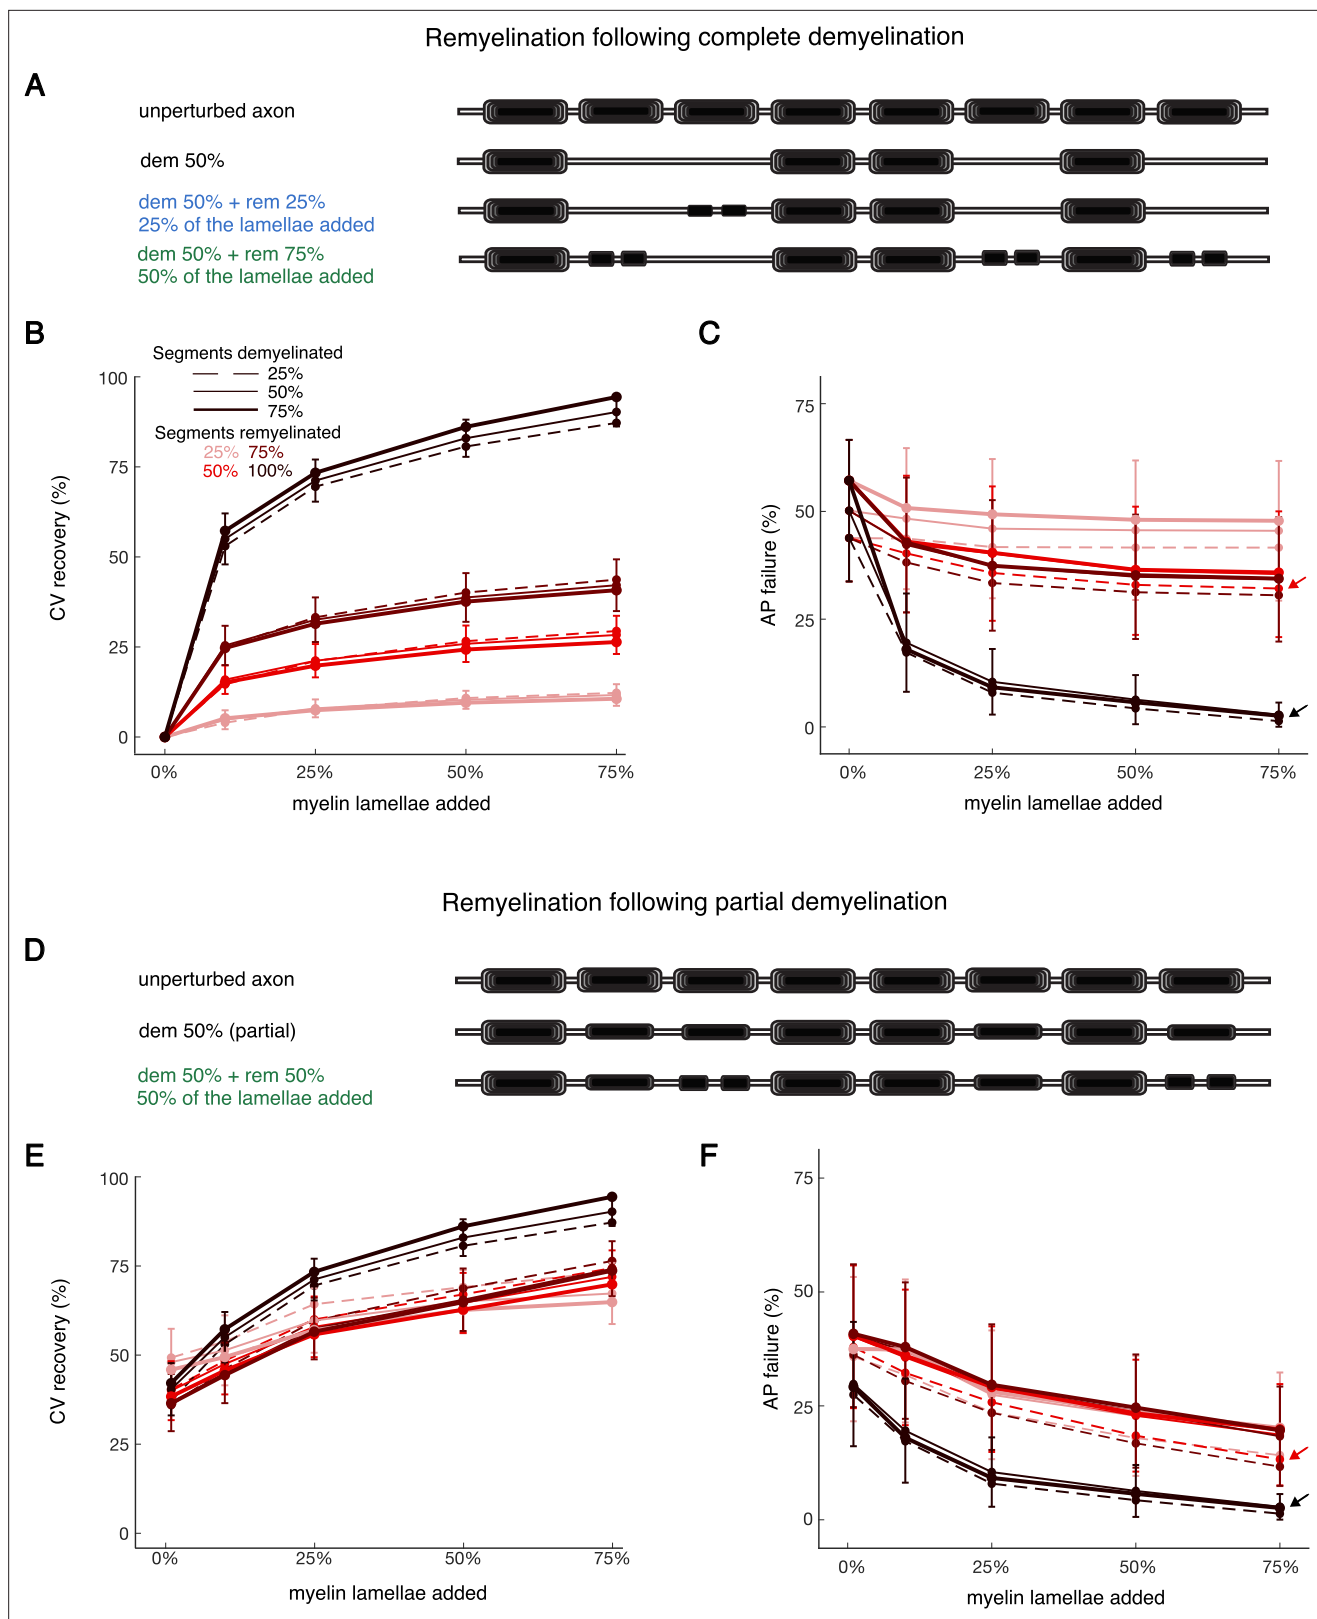 Remyelination following complete demyelination
A
unperturbed axon
dem 50%
dem 50% + rem 25%
25% of the lamellae added
dem 50% + rem 75%
50% of the lamellae added
B
Segments demyelinated
25%
50%
75%
Segments remyelinated
25% 75%
50% 100%
100
75
50
25
0
CV recovery (%)
0% 25% 50% 75%
myelin lamellae added
C
75
50
25
0
AP failure (%)
0% 25% 50% 75%
myelin lamellae added
Remyelination following partial demyelination
D
unperturbed axon
dem 50% (partial)
dem 50% + rem 50%
50% of the lamellae added
E
100
75
50
25
0
CV recovery (%)
0% 25% 50% 75%
myelin lamellae added
F
75
50
25
0
AP failure (%)
0% 25% 50% 75%
myelin lamellae added